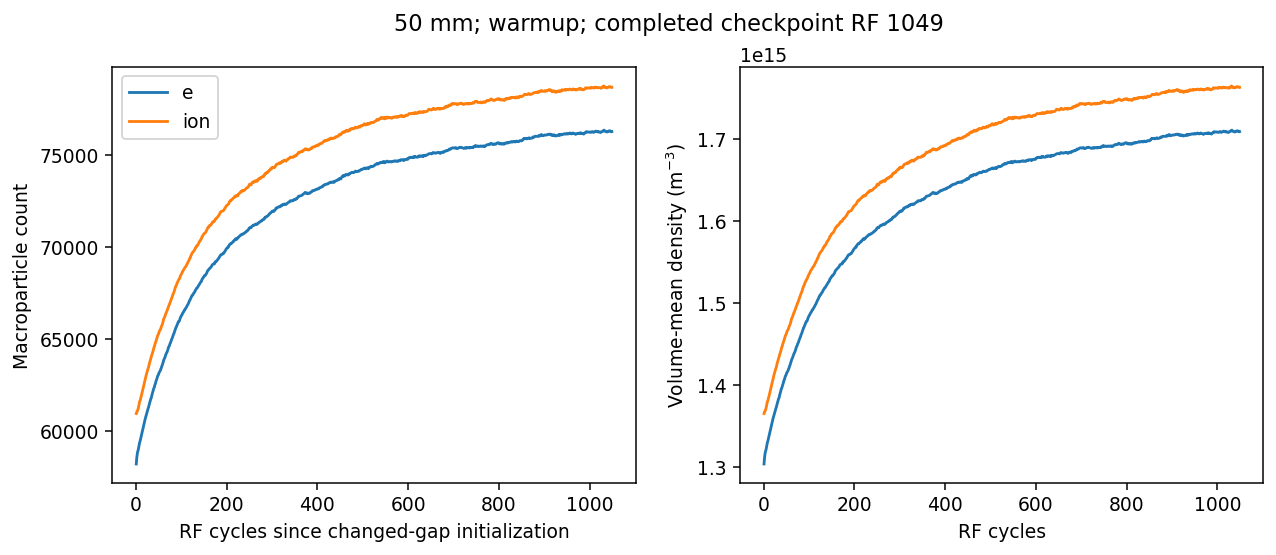 50 mm; warmup; completed checkpoint RF 1049
e
ion
Macroparticle count
75000
70000
65000
60000
0 200 400 600 800 1000
RF cycles since changed-gap initialization
1e15
Volume-mean density (m⁻³)
1.7
1.6
1.5
1.4
1.3
0 200 400 600 800 1000
RF cycles